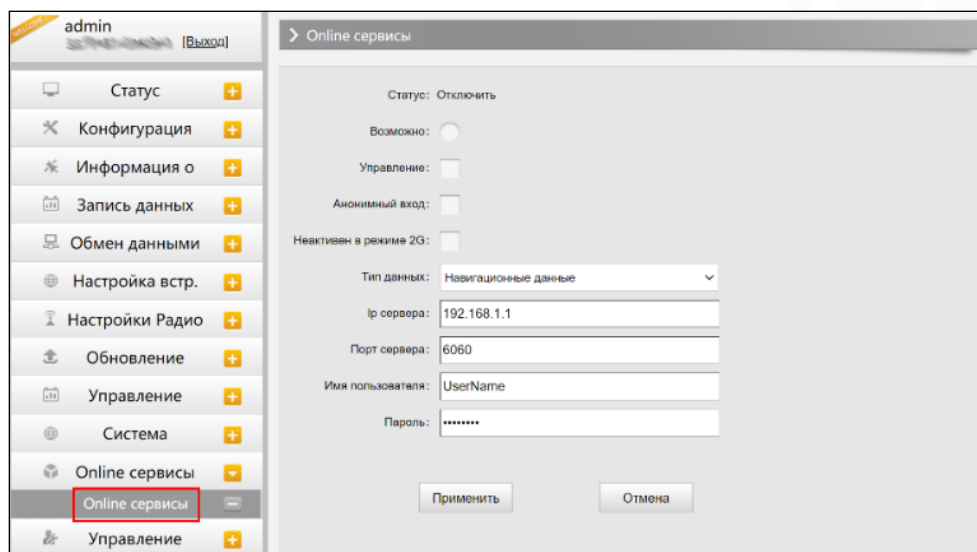 WELCOME
admin
[Выход]
Статус
Конфигурация
Информация о
Запись данных
Обмен данными
Настройка встр.
Настройки Радио
Обновление
Управление
Система
Online сервисы
Online сервисы
Управление
Online сервисы
Статус: Отключить
Возможно:
Управление:
Анонимный вход:
Неактивен в режиме 2G:
Тип данных: Навигационные данные
Ip сервера: 192.168.1.1
Порт сервера: 6060
Имя пользователя: UserName
Пароль: ••••••••
Применить Отмена